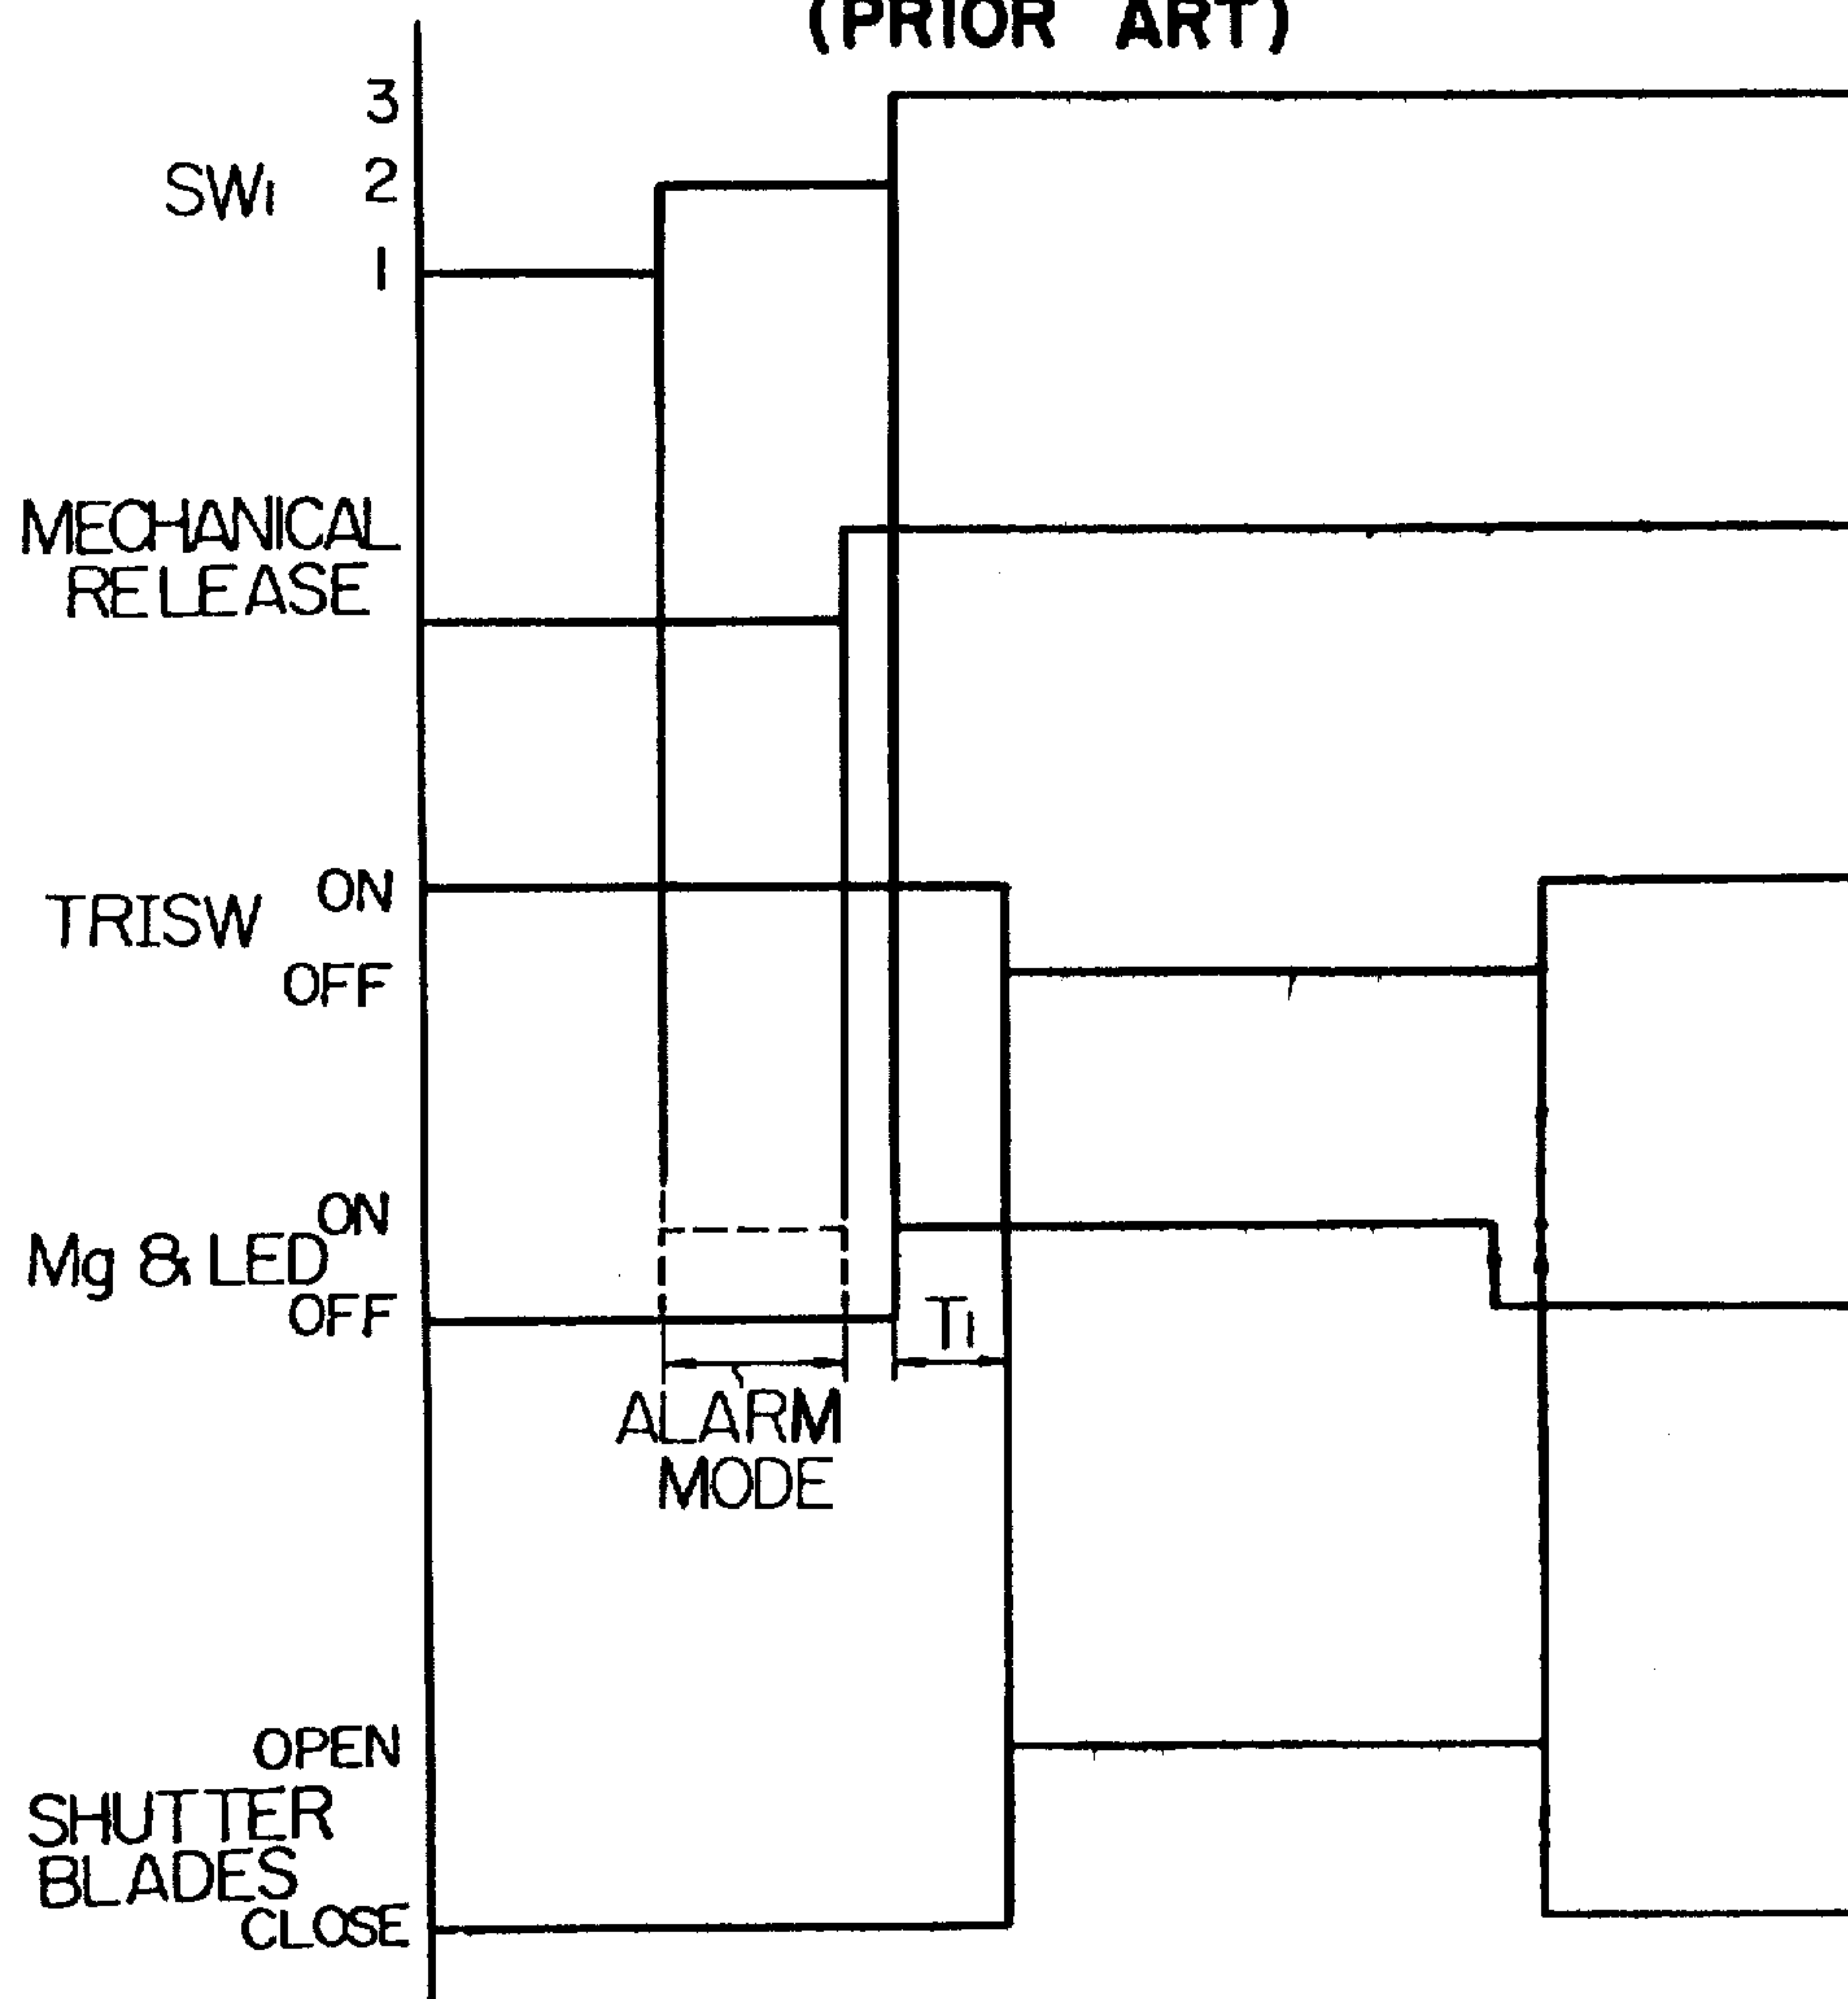 (PRIOR ART)
3
SW1 2
1
MECHANICAL
RELEASE
ON
TRISW
OFF
ON
Mg & LED
OFF
T1
ALARM
MODE
OPEN
SHUTTER
BLADES
CLOSE